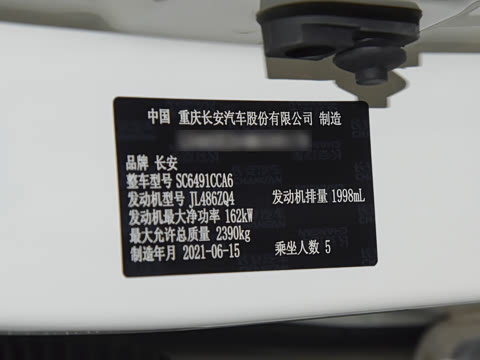 中国 重庆长安汽车股份有限公司 制造
品牌 长安
整车型号 SC6491CCA6
发动机型号 JL486ZQ4 发动机排量 1998mL
发动机最大净功率 162kW
最大允许总质量 2390kg
制造年月 2021-06-15 乘坐人数 5